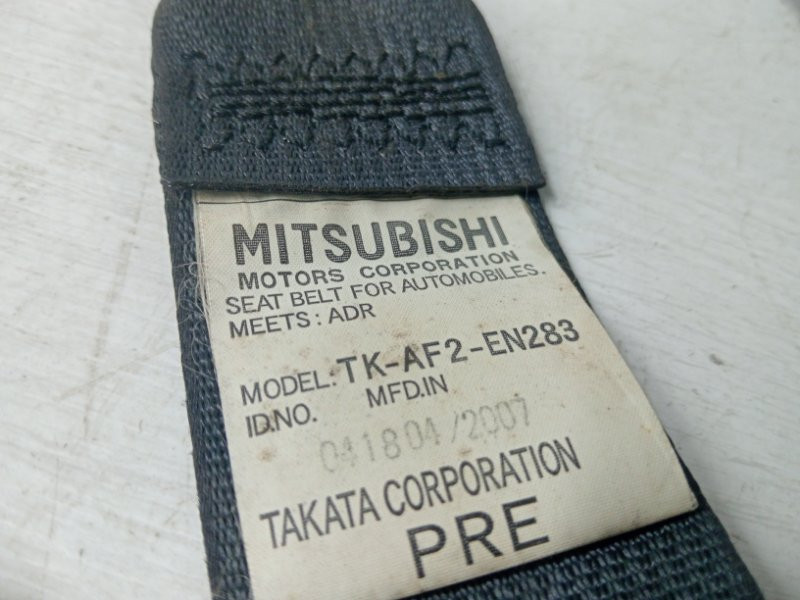 MITSUBISHI
MOTORS CORPORATION
SEAT BELT FOR AUTOMOBILES.
MEETS: ADR
MODEL: TK-AF2-EN283
ID.NO. MFD.IN
041804/2007
TAKATA CORPORATION
PRE